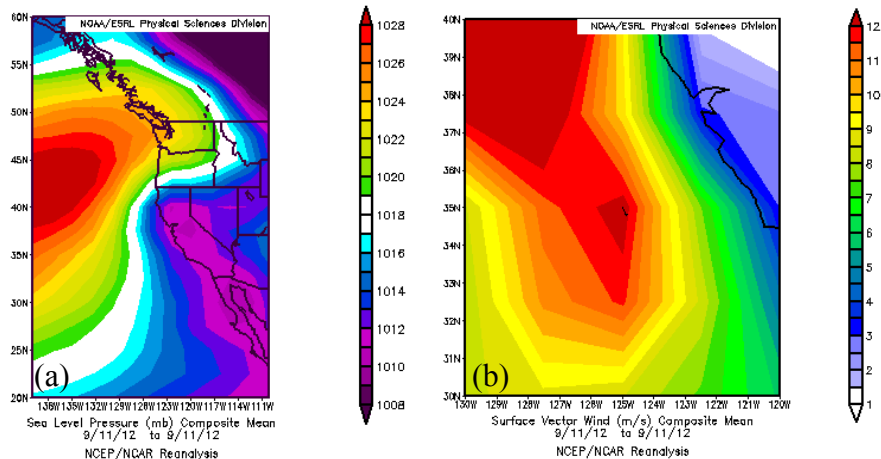 NOAA/ESRL Physical Sciences Division
60N
55N
50N
45N
40N
35N
30N
25N
20N
138W 135W 132W 129W 126W 123W 120W 117W 114W 111W
(a)
Sea Level Pressure (mb) Composite Mean
9/11/12 to 9/11/12
NCEP/NCAR Reanalysis
1028
1026
1024
1022
1020
1018
1016
1014
1012
1010
1008
NOAA/ESRL Physical Sciences Division
40N
39N
38N
37N
36N
35N
34N
33N
32N
31N
30N
130W 129W 128W 127W 126W 125W 124W 123W 122W 121W 120W
(b)
Surface Vector Wind (m/s) Composite Mean
9/11/12 to 9/11/12
NCEP/NCAR Reanalysis
12
11
10
9
8
7
6
5
4
3
2
1